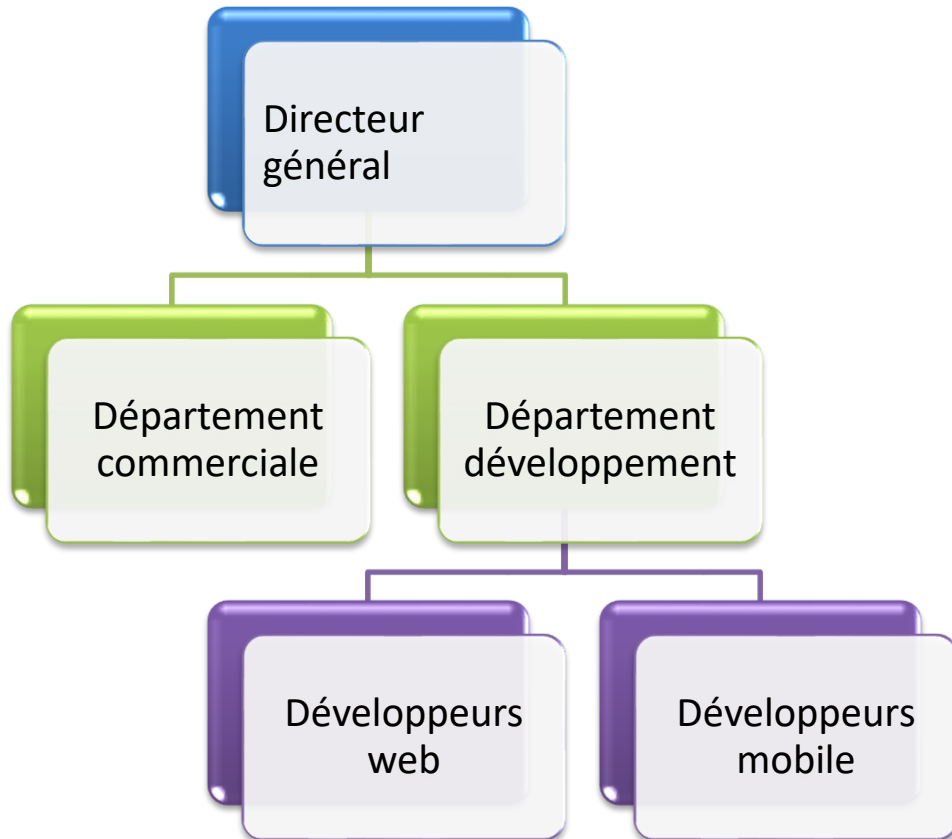 Directeur
général
Département
commerciale
Département
développement
Développeurs
web
Développeurs
mobile